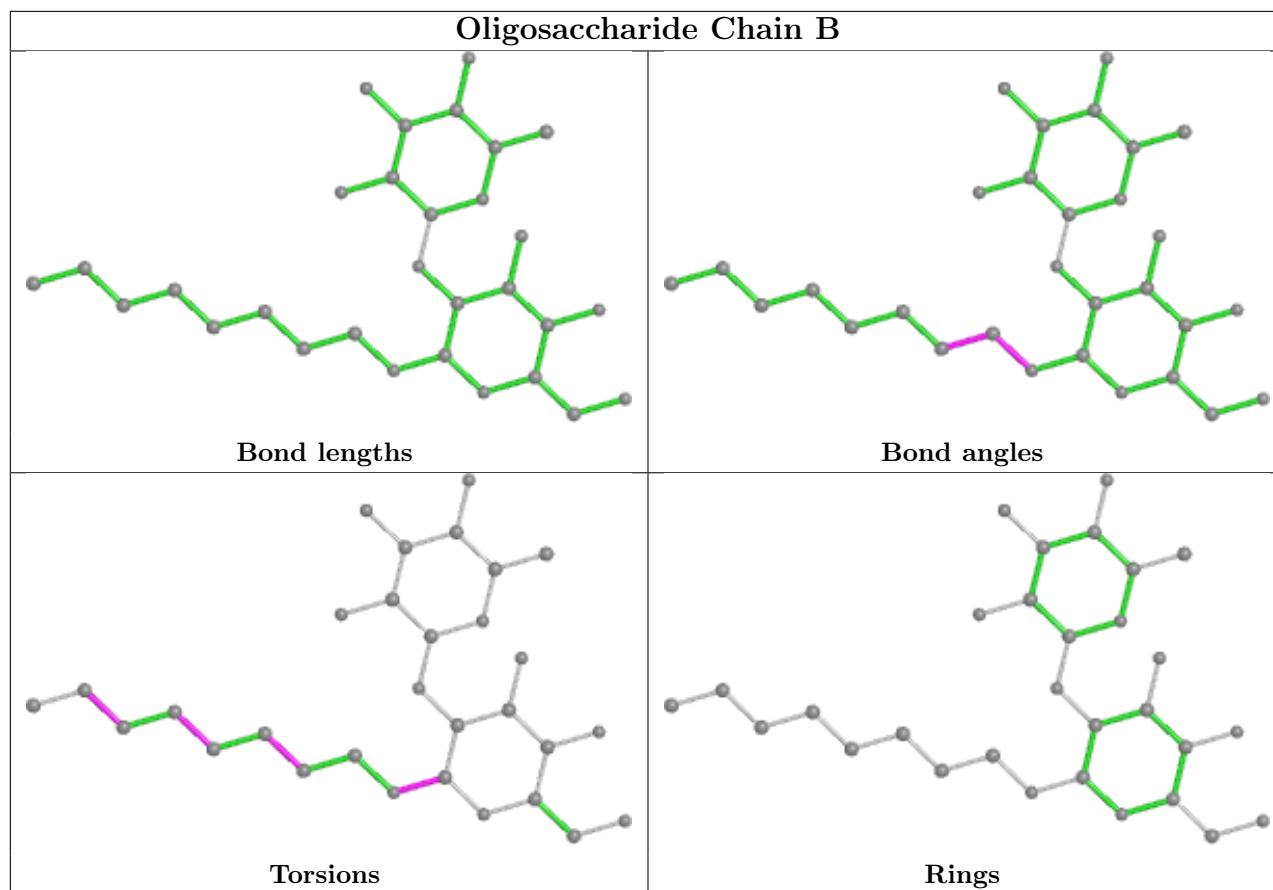 Oligosaccharide Chain B
Bond lengths
Bond angles
Torsions
Rings